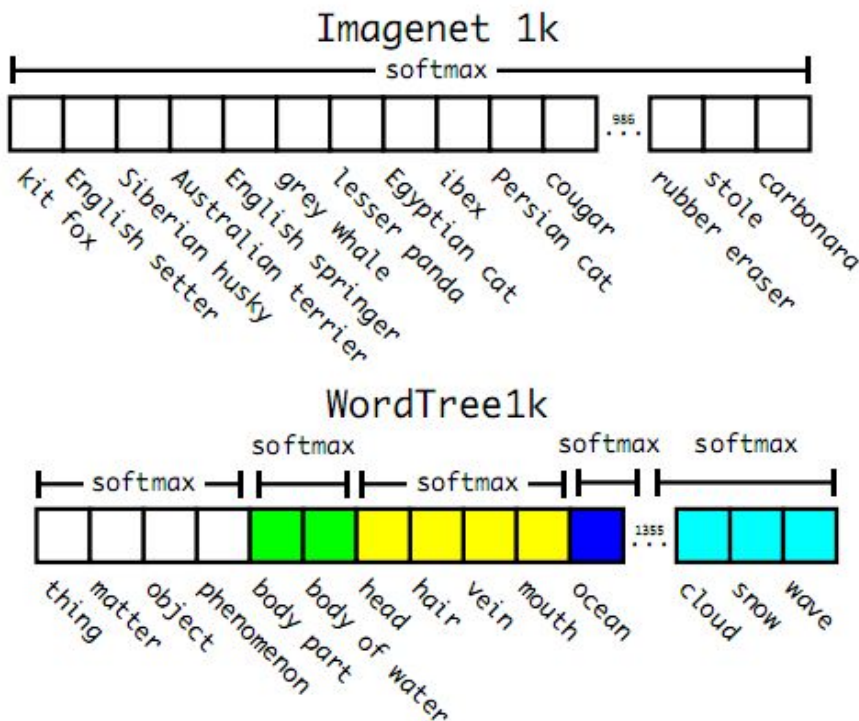 Imagenet 1k
softmax
986
...
kit fox
English setter
Siberian husky
Australian terrier
English springer
grey whale
lesser panda
Egyptian cat
ibex
Persian cat
cougar
rubber eraser
stole
carbonara
WordTree1k
softmax
softmax
softmax
softmax
softmax
1355
...
thing
matter
object
phenomenon
body part
body of water
head
hair
vein
mouth
ocean
cloud
snow
wave